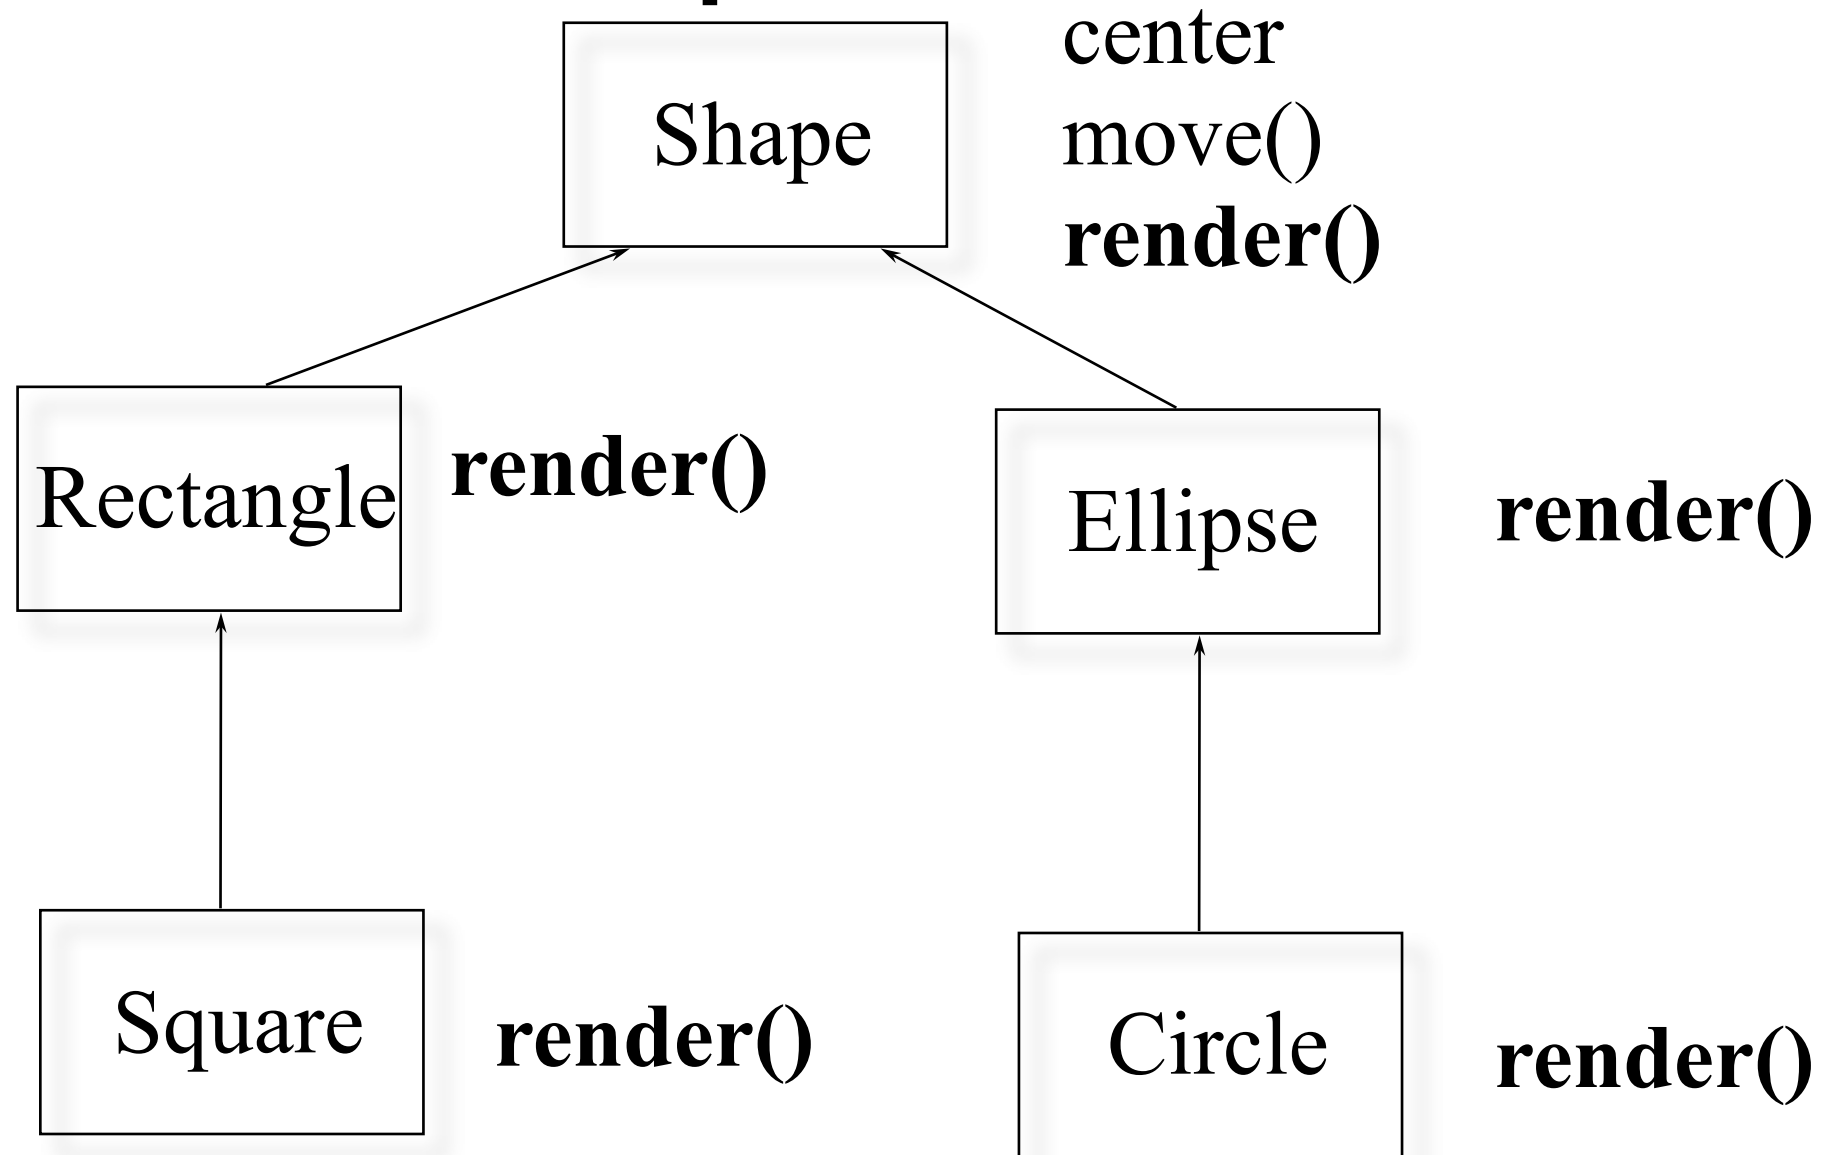 center
Shape
move()
render()
Rectangle
render()
Ellipse
render()
Square
render()
Circle
render()